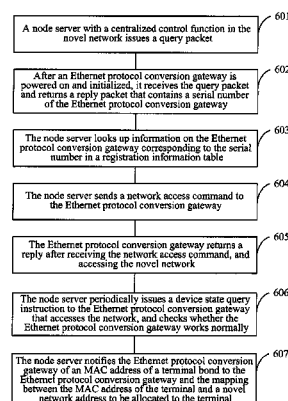 601
A node server with a centralized control function in the
novel network issues a query packet
602
After an Ethernet protocol conversion gateway is
powered on and initialized, it receives the query packet
and returns a reply packet that contains a serial number
of the Ethernet protocol conversion gateway
603
The node server looks up information on the Ethernet
protocol conversion gateway corresponding to the serial
number in a registration information table
604
The node server sends a network access command to
the Ethernet protocol conversion gateway
605
The Ethernet protocol conversion gateway returns a
reply after receiving the network access command, and
accessing the novel network
606
The node server periodically issues a device state query
instruction to the Ethernet protocol conversion gateway
that accesses the network, and checks whether the
Ethernet protocol conversion gateway works normally
607
The node server notifies the Ethernet protocol conversion
gateway of an MAC address of a terminal bond to the
Ethernet protocol conversion gateway and the mapping
between the MAC address of the terminal and a novel
network address to be allocated to the terminal